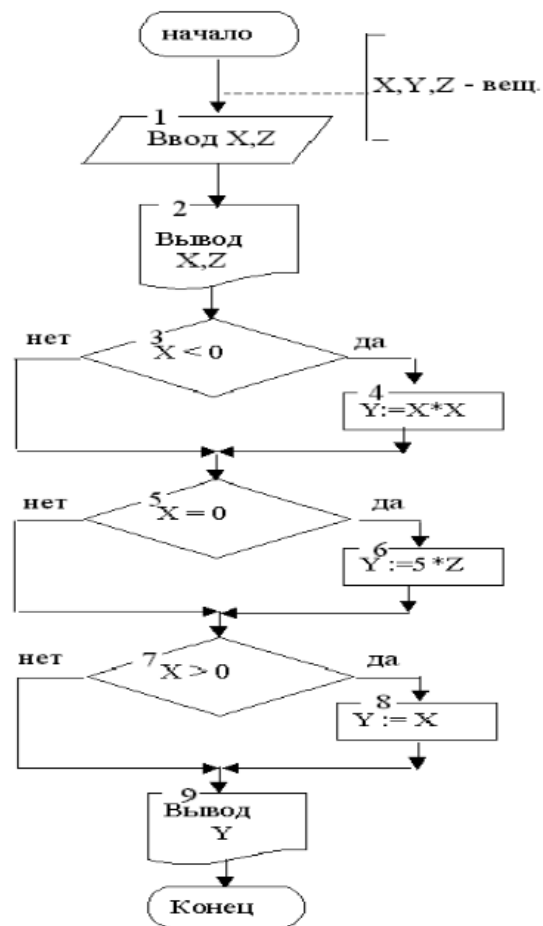 начало
X,Y,Z - вещ.
1
Ввод X,Z
2
Вывод
X,Z
нет
3
X < 0
да
4
Y:=X*X
нет
5
X = 0
да
6
Y :=5 *Z
нет
7
X > 0
да
8
Y := X
9
Вывод
Y
Конец